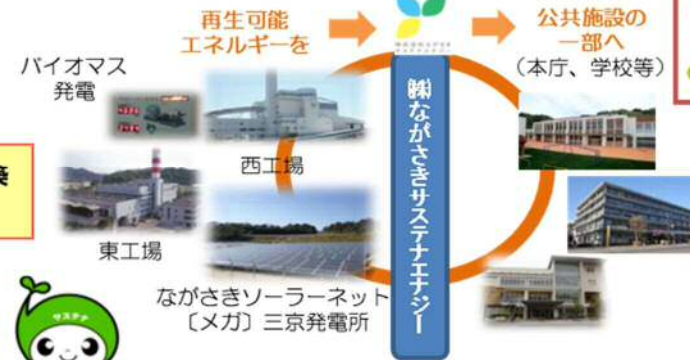 再生可能
エネルギーを
公共施設の
一部へ
(本庁、学校等)
バイオマス
発電
西工場
東工場
ながさきソーラーネット
〔メガ〕三京発電所
㈱ながさきサステナエナジー
築
サステナ